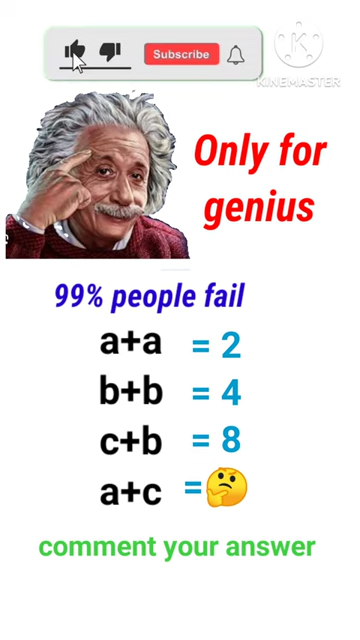 Subscribe
KINEMASTER
Only for
genius
99% people fail
a+a = 2
b+b = 4
c+b = 8
a+c =🤔
comment your answer